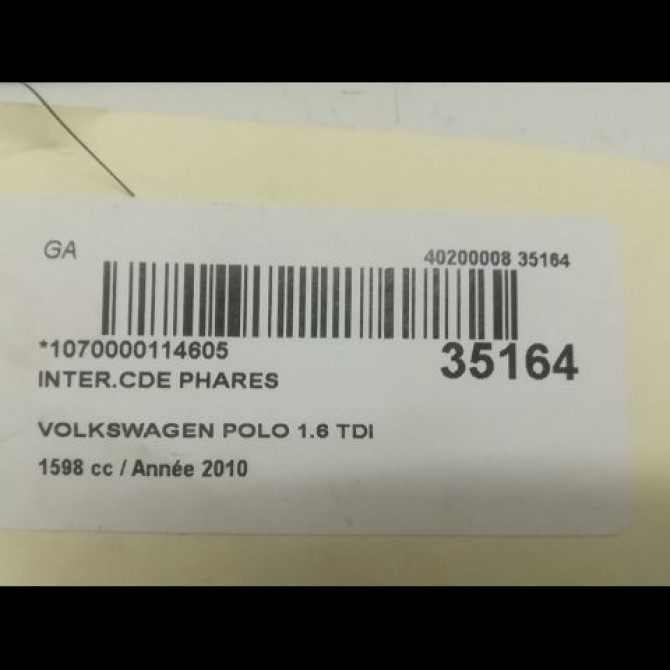 GA
40200008 35164
*1070000114605
35164
INTER.CDE PHARES
VOLKSWAGEN POLO 1.6 TDI
1598 cc / Année 2010